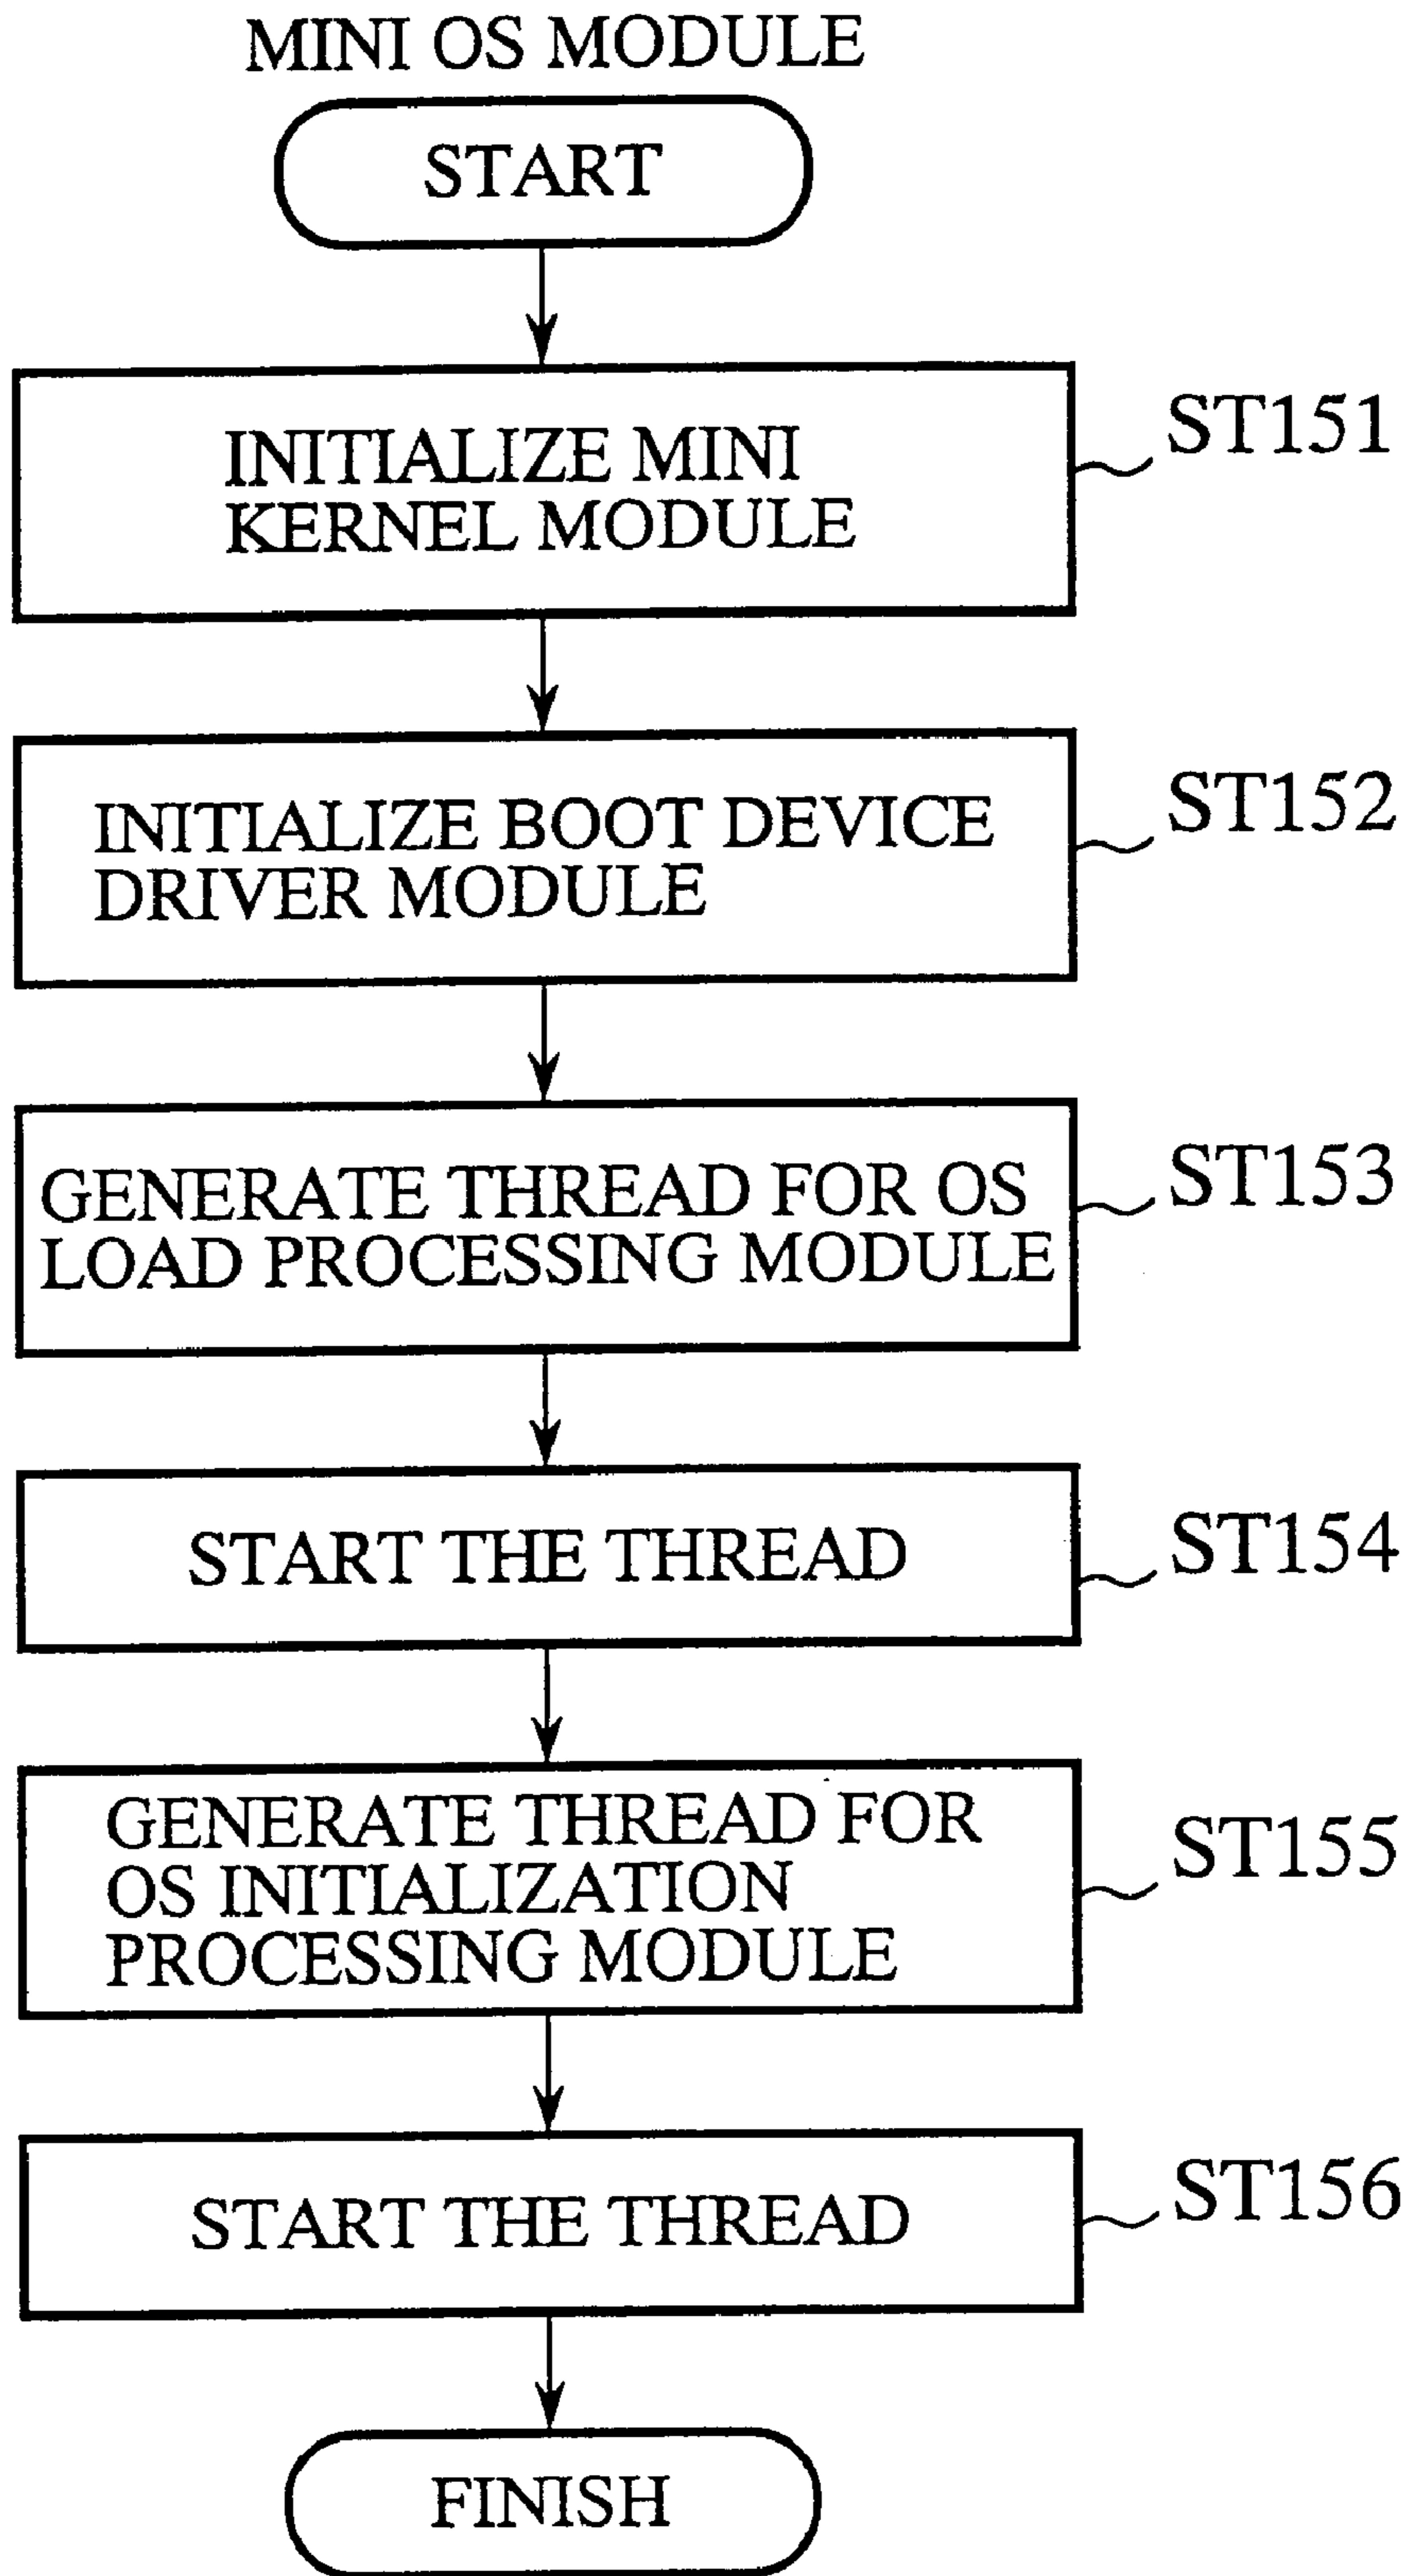 MINI OS MODULE
START
INITIALIZE MINI
KERNEL MODULE
ST151
INITIALIZE BOOT DEVICE
DRIVER MODULE
ST152
GENERATE THREAD FOR OS
LOAD PROCESSING MODULE
ST153
START THE THREAD
ST154
GENERATE THREAD FOR
OS INITIALIZATION
PROCESSING MODULE
ST155
START THE THREAD
ST156
FINISH